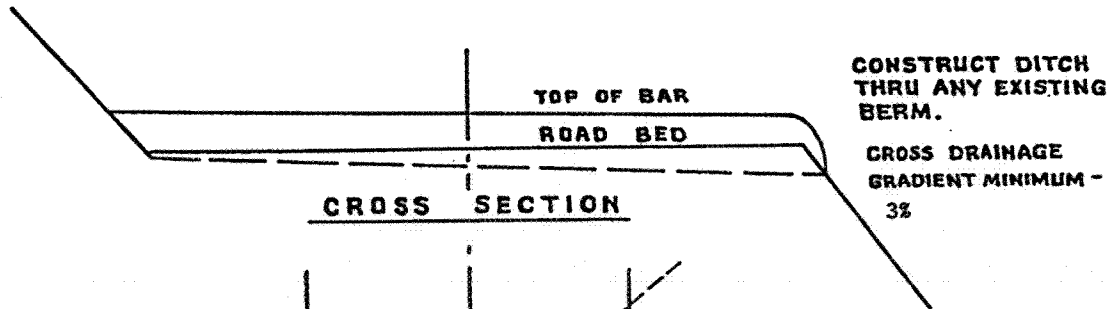 CONSTRUCT DITCH
THRU ANY EXISTING
BERM.
TOP OF BAR
ROAD BED
CROSS DRAINAGE
GRADIENT MINIMUM -
3%
CROSS SECTION